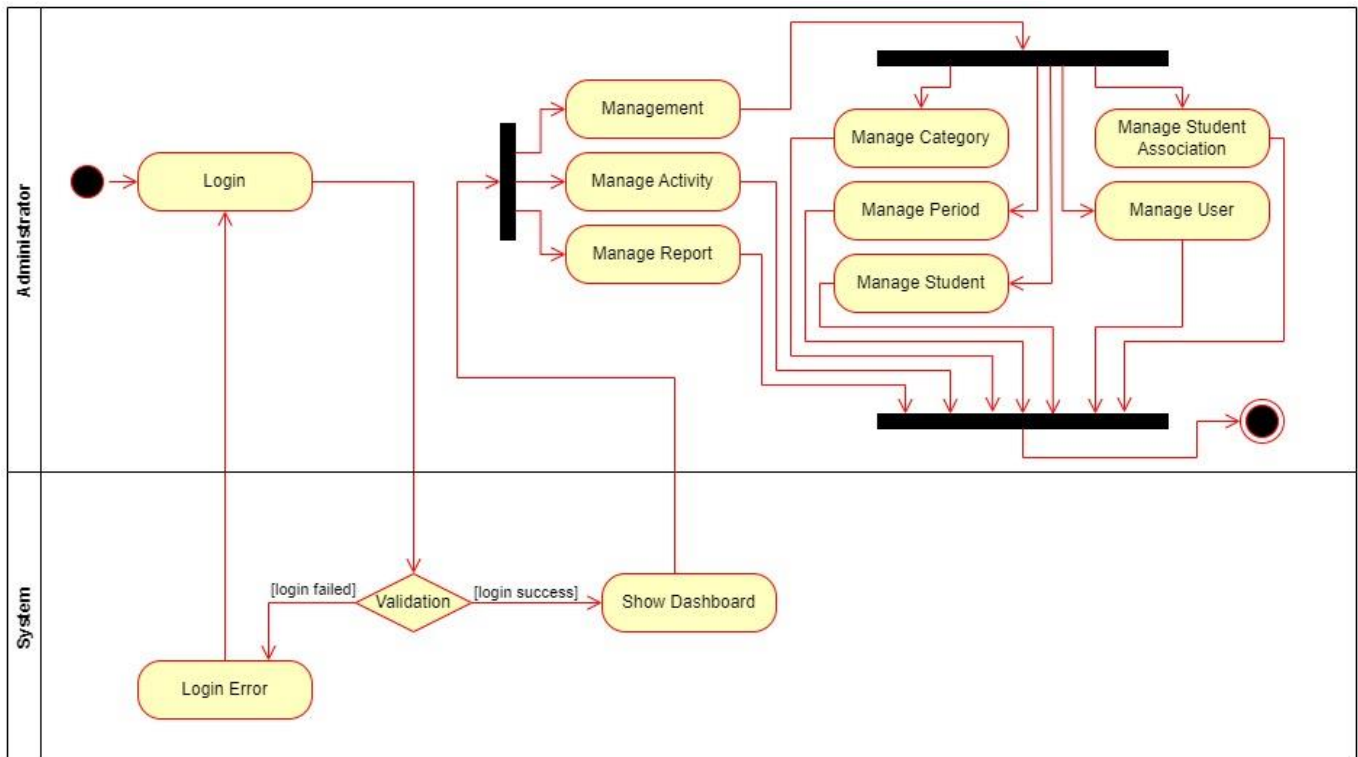 Administrator
Management
Manage Category
Manage Student
Association
Login
Manage Activity
Manage Period
Manage User
Manage Report
Manage Student
System
[login failed]
Validation
[login success]
Show Dashboard
Login Error